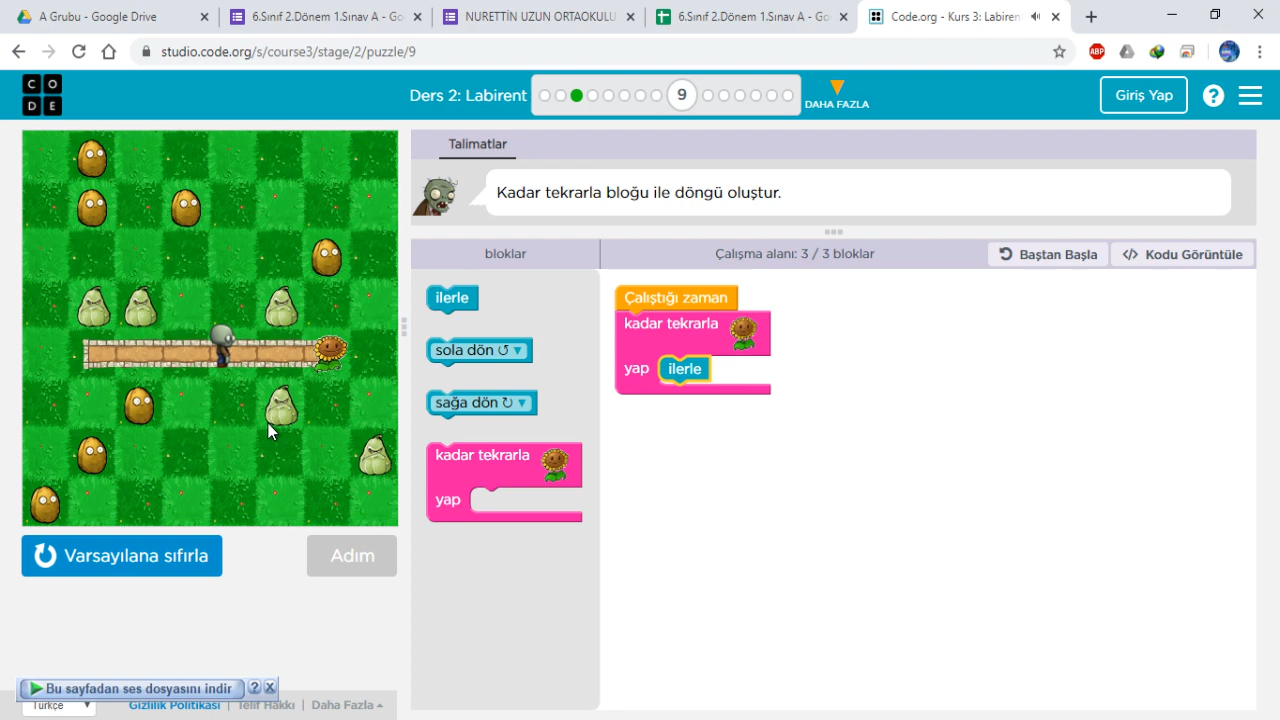 A Grubu - Google Drive
6.Sınıf 2.Dönem 1.Sınav A - Go
NURETTİN UZUN ORTAOKULU
6.Sınıf 2.Dönem 1.Sınav A - Go
Code.org - Kurs 3: Labiren
studio.code.org/s/course3/stage/2/puzzle/9
ABP
C O
D E
Ders 2: Labirent
9
DAHA FAZLA
Giriş Yap
?
Talimatlar
Kadar tekrarla bloğu ile döngü oluştur.
bloklar
Çalışma alanı: 3 / 3 bloklar
Baştan Başla
</> Kodu Görüntüle
ilerle
sola dön ↺ ▼
sağa dön ↻ ▼
kadar tekrarla
yap
Çalıştığı zaman
kadar tekrarla
yap ilerle
Varsayılana sıfırla
Adım
Bu sayfadan ses dosyasını indir
?
Türkçe
Gizlilik Politikası | Telif Hakkı | Daha Fazla